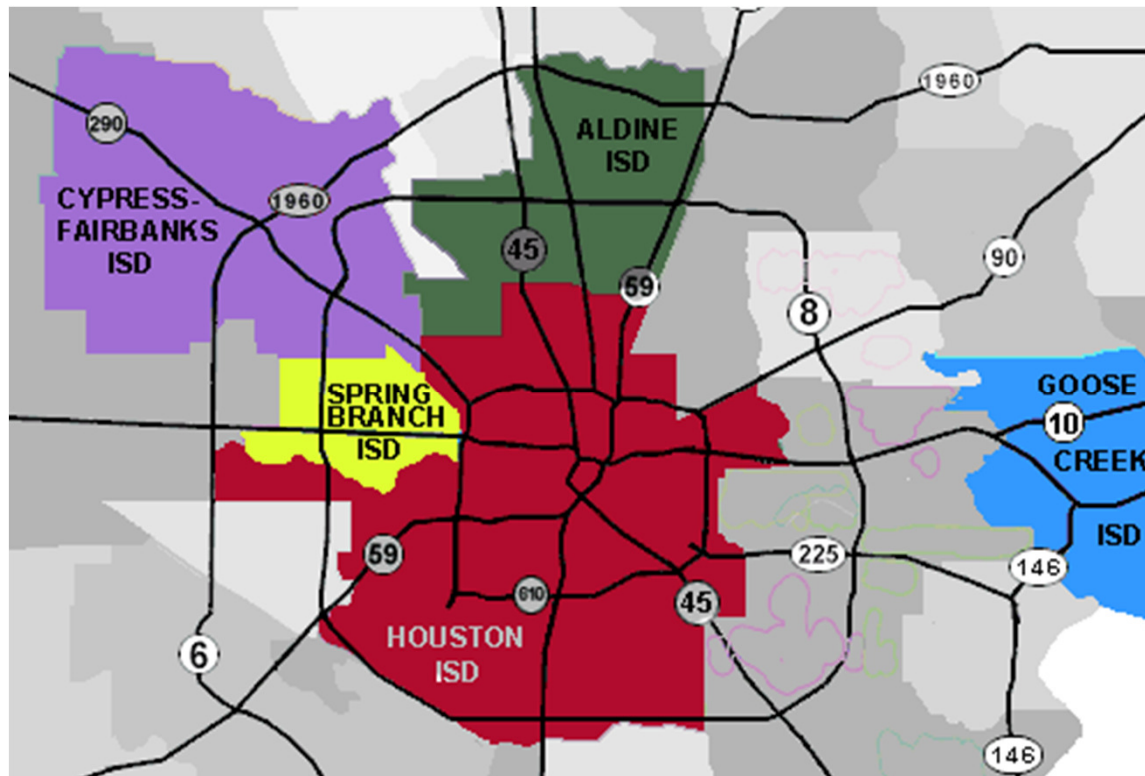 1960
290
ALDINE
ISD
CYPRESS-
FAIRBANKS
ISD
1960
45
59
90
8
SPRING
BRANCH
ISD
GOOSE
10
CREEK
ISD
59
225
146
610
45
HOUSTON
ISD
6
146